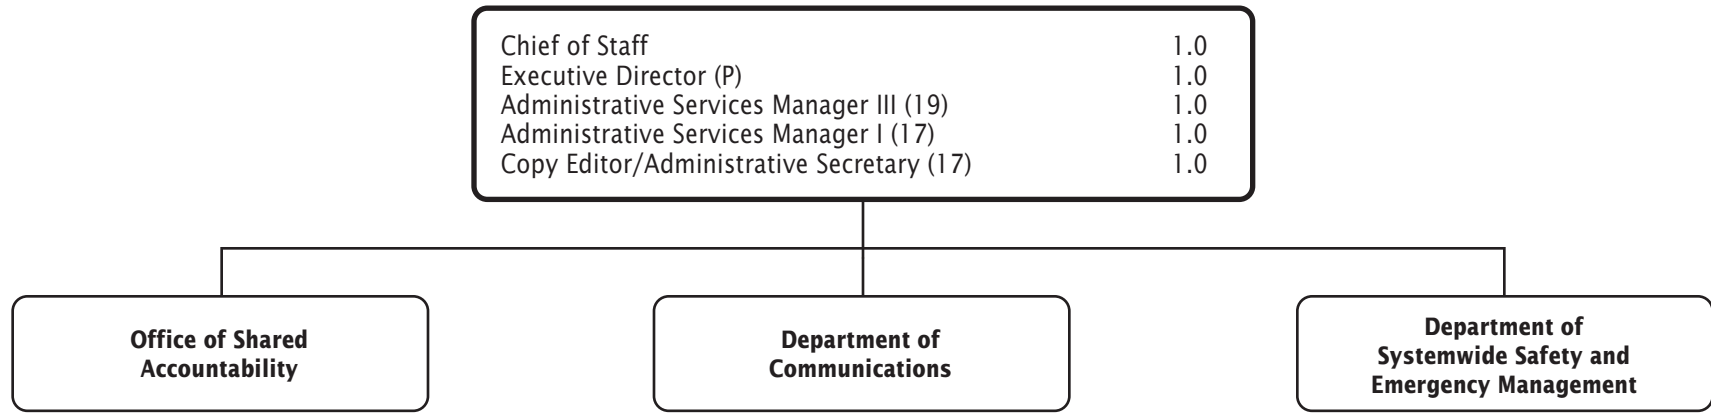 Chief of Staff 1.0
Executive Director (P) 1.0
Administrative Services Manager III (19) 1.0
Administrative Services Manager I (17) 1.0
Copy Editor/Administrative Secretary (17) 1.0
Office of Shared
Accountability
Department of
Communications
Department of
Systemwide Safety and
Emergency Management